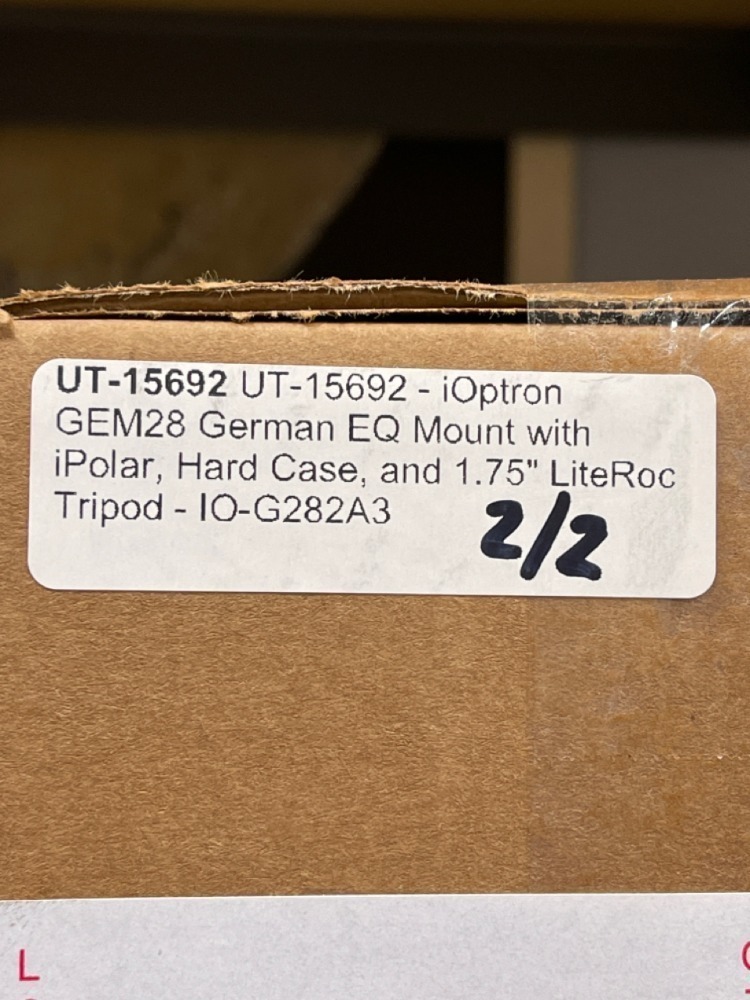 UT-15692 UT-15692 - iOptron
GEM28 German EQ Mount with
iPolar, Hard Case, and 1.75" LiteRoc
Tripod - IO-G282A3
2/2
L